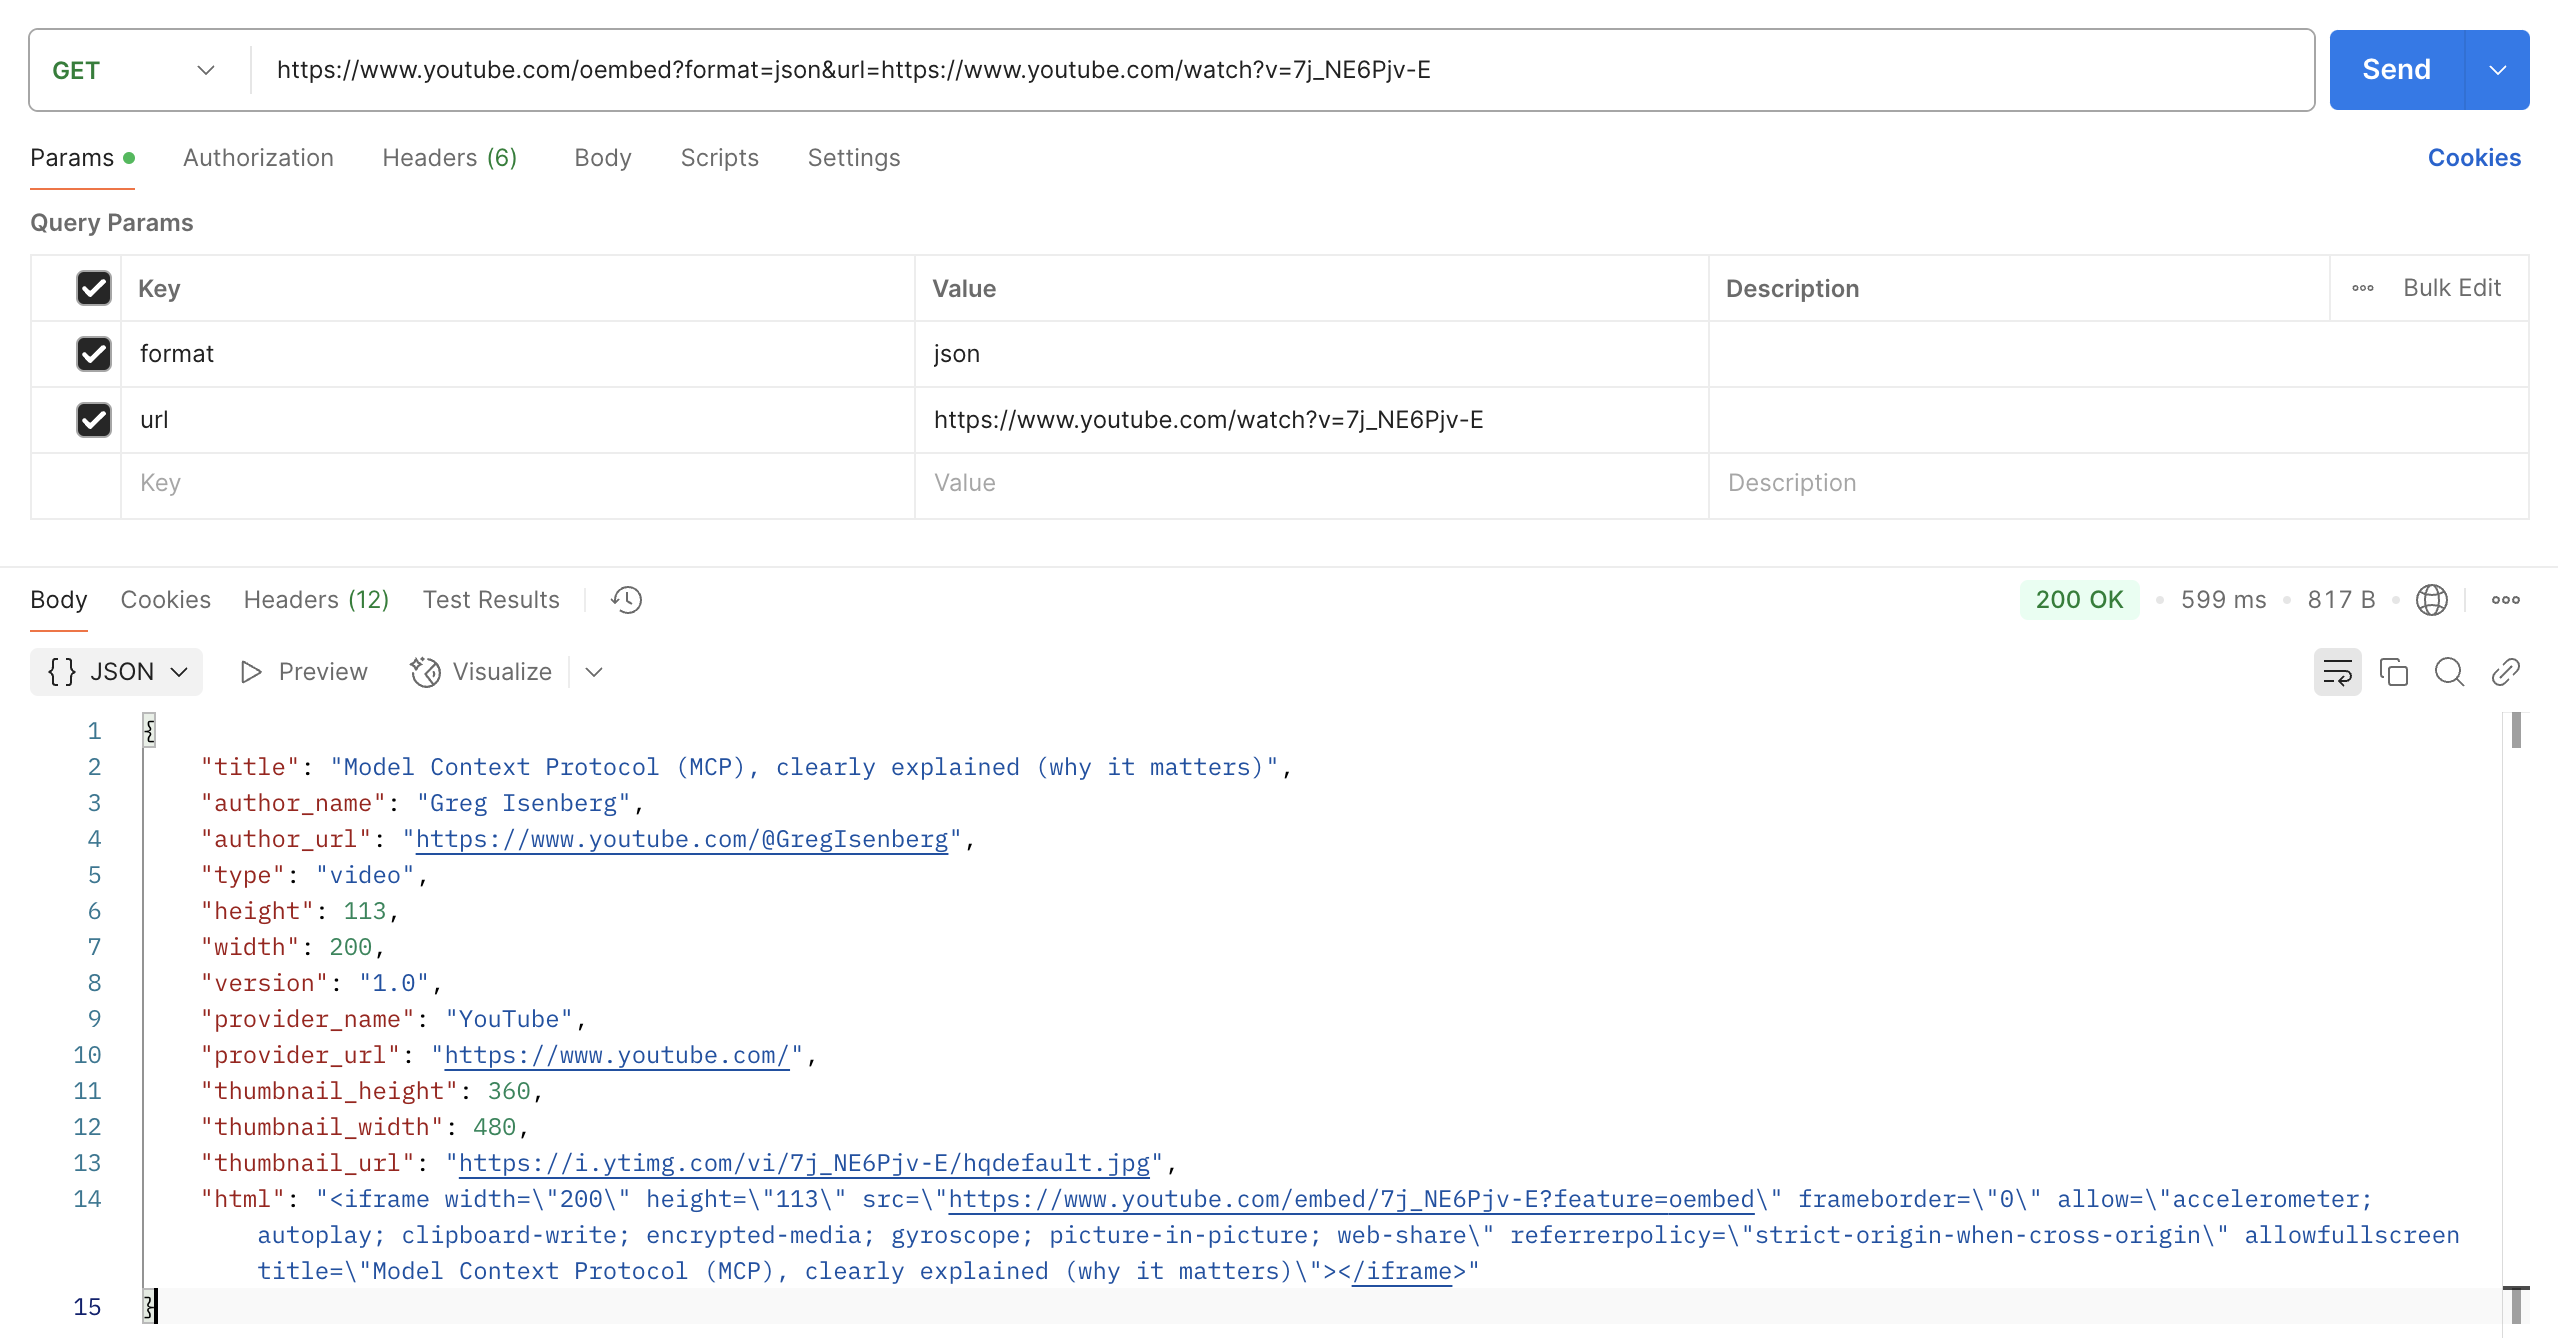 GET https://www.youtube.com/oembed?format=json&url=https://www.youtube.com/watch?v=7j_NE6Pjv-E Send
Params Authorization Headers (6) Body Scripts Settings Cookies
Query Params
Key Value Description Bulk Edit
format json
url https://www.youtube.com/watch?v=7j_NE6Pjv-E
Key Value Description
Body Cookies Headers (12) Test Results 200 OK 599 ms 817 B
{} JSON Preview Visualize
1 {
2 "title": "Model Context Protocol (MCP), clearly explained (why it matters)",
3 "author_name": "Greg Isenberg",
4 "author_url": "https://www.youtube.com/@GregIsenberg",
5 "type": "video",
6 "height": 113,
7 "width": 200,
8 "version": "1.0",
9 "provider_name": "YouTube",
10 "provider_url": "https://www.youtube.com/",
11 "thumbnail_height": 360,
12 "thumbnail_width": 480,
13 "thumbnail_url": "https://i.ytimg.com/vi/7j_NE6Pjv-E/hqdefault.jpg",
14 "html": "<iframe width=\"200\" height=\"113\" src=\"https://www.youtube.com/embed/7j_NE6Pjv-E?feature=oembed\" frameborder=\"0\" allow=\"accelerometer;
autoplay; clipboard-write; encrypted-media; gyroscope; picture-in-picture; web-share\" referrerpolicy=\"strict-origin-when-cross-origin\" allowfullscreen
title=\"Model Context Protocol (MCP), clearly explained (why it matters)\"></iframe>"
15 }